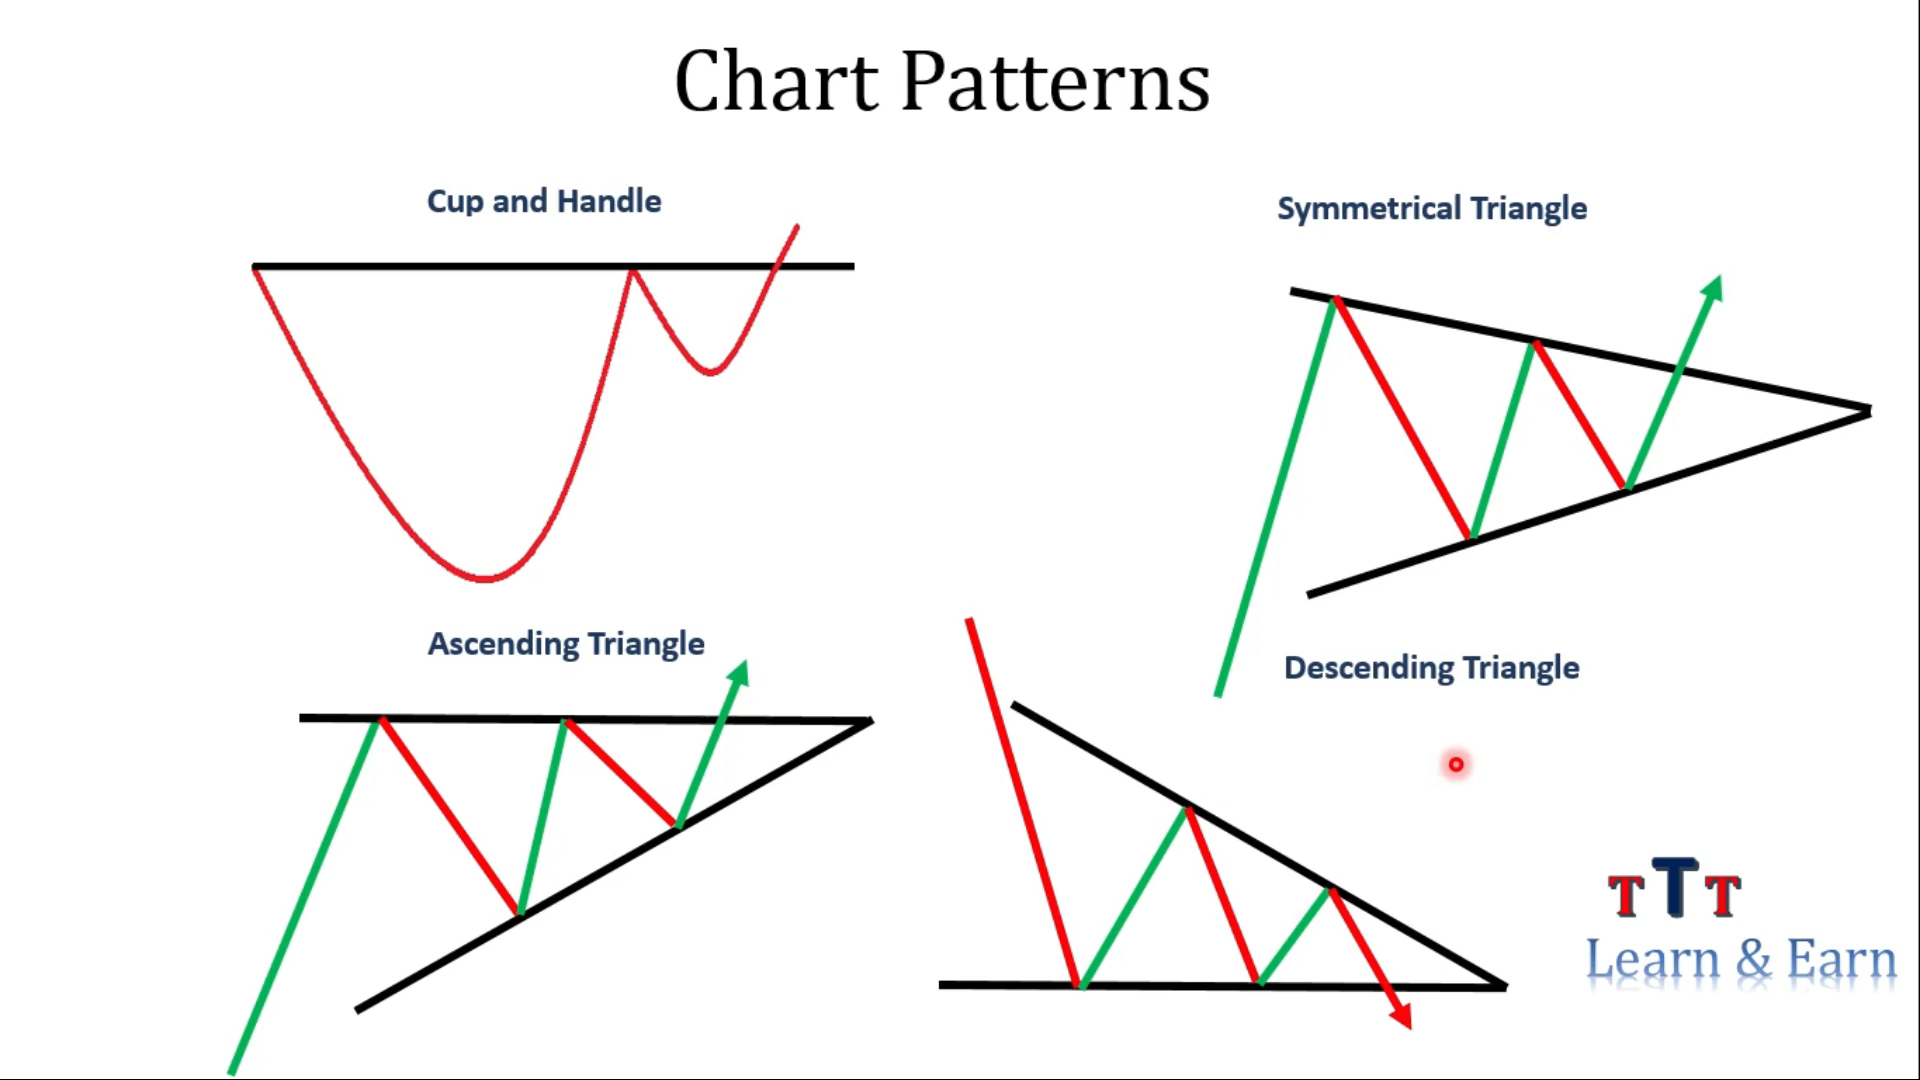 Chart Patterns
Cup and Handle
Symmetrical Triangle
Ascending Triangle
Descending Triangle
TTT
Learn & Earn